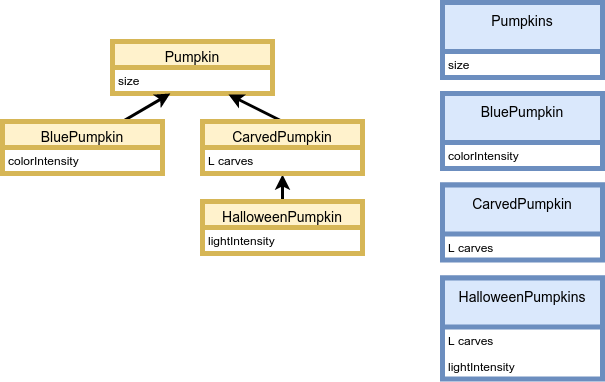 Pumpkin
size
BluePumpkin
colorIntensity
CarvedPumpkin
L carves
HalloweenPumpkin
lightIntensity
Pumpkins
size
BluePumpkin
colorIntensity
CarvedPumpkin
L carves
HalloweenPumpkins
L carves
lightIntensity